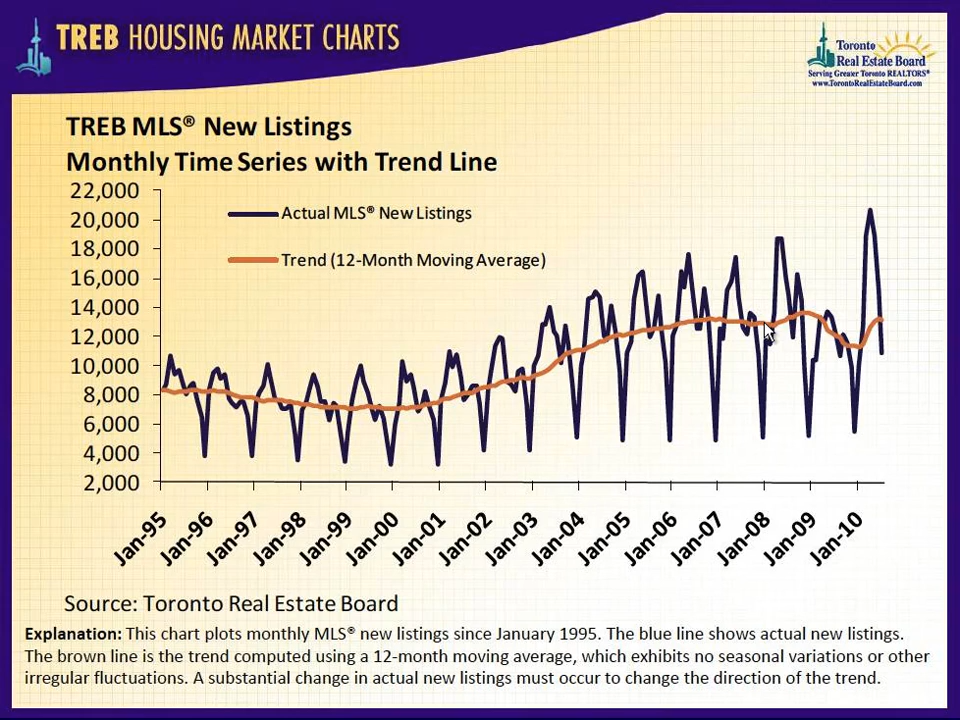 TREB HOUSING MARKET CHARTS
Toronto
Real Estate Board
Serving Greater Toronto REALTORS®
www.TorontoRealEstateBoard.com
TREB MLS® New Listings
Monthly Time Series with Trend Line
22,000
20,000
18,000
16,000
14,000
12,000
10,000
8,000
6,000
4,000
2,000
Actual MLS® New Listings
Trend (12-Month Moving Average)
Jan-95
Jan-96
Jan-97
Jan-98
Jan-99
Jan-00
Jan-01
Jan-02
Jan-03
Jan-04
Jan-05
Jan-06
Jan-07
Jan-08
Jan-09
Jan-10
Source: Toronto Real Estate Board
Explanation: This chart plots monthly MLS® new listings since January 1995. The blue line shows actual new listings.
The brown line is the trend computed using a 12-month moving average, which exhibits no seasonal variations or other
irregular fluctuations. A substantial change in actual new listings must occur to change the direction of the trend.